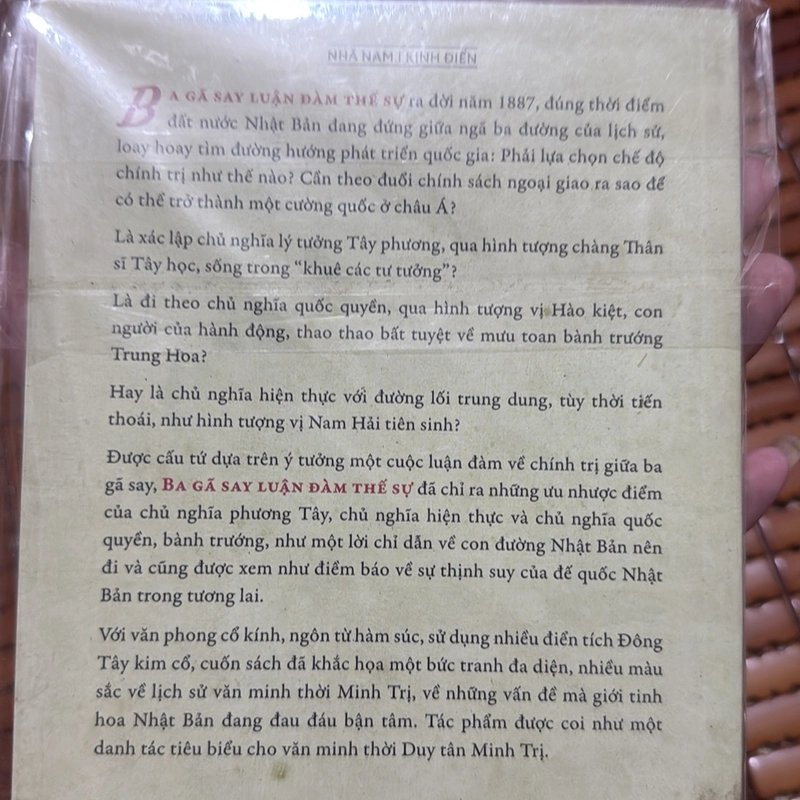 NHÃ NAM | KINH ĐIỂN
BA GÃ SAY LUẬN ĐÀM THẾ SỰ ra đời năm 1887, đúng thời điểm
đất nước Nhật Bản đang đứng giữa ngã ba đường của lịch sử,
loay hoay tìm đường hướng phát triển quốc gia: Phải lựa chọn chế độ
chính trị như thế nào? Cần theo đuổi chính sách ngoại giao ra sao để
có thể trở thành một cường quốc ở châu Á?
Là xác lập chủ nghĩa lý tưởng Tây phương, qua hình tượng chàng Thân
sĩ Tây học, sống trong “khuê các tư tưởng”?
Là đi theo chủ nghĩa quốc quyền, qua hình tượng vị Hào kiệt, con
người của hành động, thao thao bất tuyệt về mưu toan bành trướng
Trung Hoa?
Hay là chủ nghĩa hiện thực với đường lối trung dung, tùy thời tiến
thoái, như hình tượng vị Nam Hải tiên sinh?
Được cấu tứ dựa trên ý tưởng một cuộc luận đàm về chính trị giữa ba
gã say, BA GÃ SAY LUẬN ĐÀM THẾ SỰ đã chỉ ra những ưu nhược điểm
của chủ nghĩa phương Tây, chủ nghĩa hiện thực và chủ nghĩa quốc
quyền, bành trướng, như một lời chỉ dẫn về con đường Nhật Bản nên
đi và cũng được xem như điềm báo về sự thịnh suy của đế quốc Nhật
Bản trong tương lai.
Với văn phong cổ kính, ngôn từ hàm súc, sử dụng nhiều điển tích Đông
Tây kim cổ, cuốn sách đã khắc họa một bức tranh đa diện, nhiều màu
sắc về lịch sử văn minh thời Minh Trị, về những vấn đề mà giới tinh
hoa Nhật Bản đang đau đáu bận tâm. Tác phẩm được coi như một
danh tác tiêu biểu cho văn minh thời Duy tân Minh Trị.